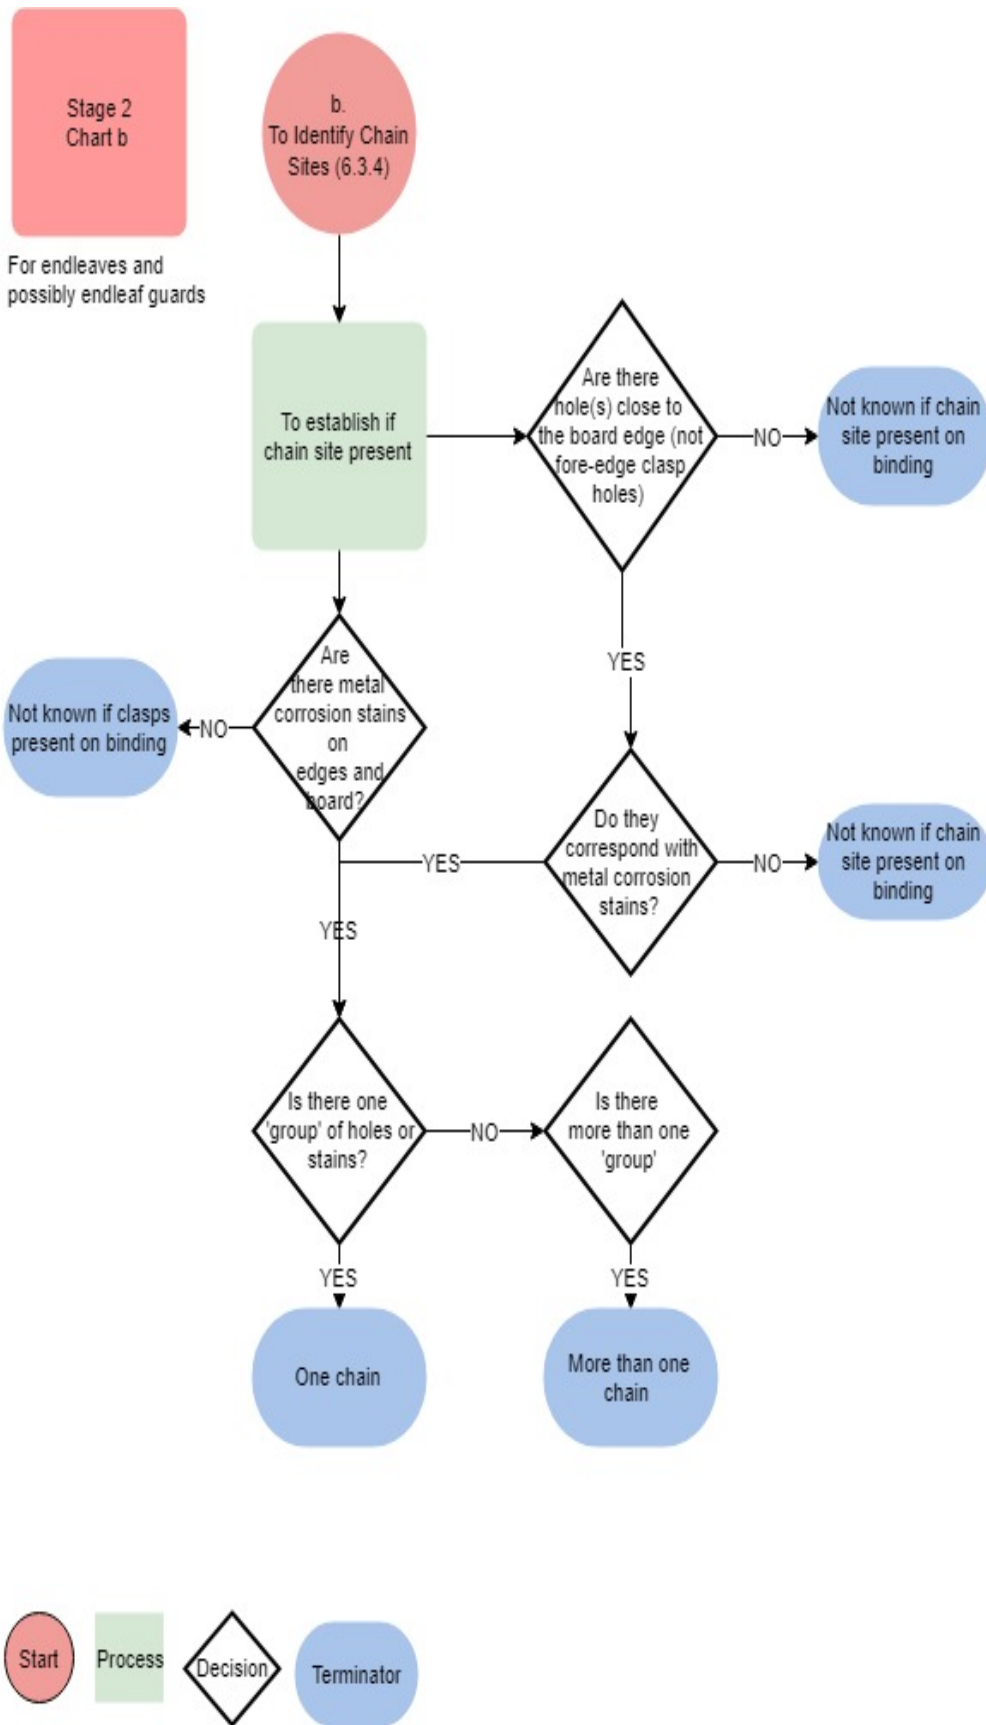 Stage 2
Chart b
For endleaves and
possibly endleaf guards
b.
To Identify Chain
Sites (6.3.4)
To establish if
chain site present
Are there
hole(s) close to
the board edge (not
fore-edge clasp
holes)
NO
Not known if chain
site present on
binding
YES
Are
there metal
corrosion stains
on
edges and
board?
NO
Not known if clasps
present on binding
Do they
correspond with
metal corrosion
stains?
NO
Not known if chain
site present on
binding
YES
YES
Is there one
'group' of holes or
stains?
NO
Is there
more than one
'group'
YES
YES
One chain
More than one
chain
Start
Process
Decision
Terminator